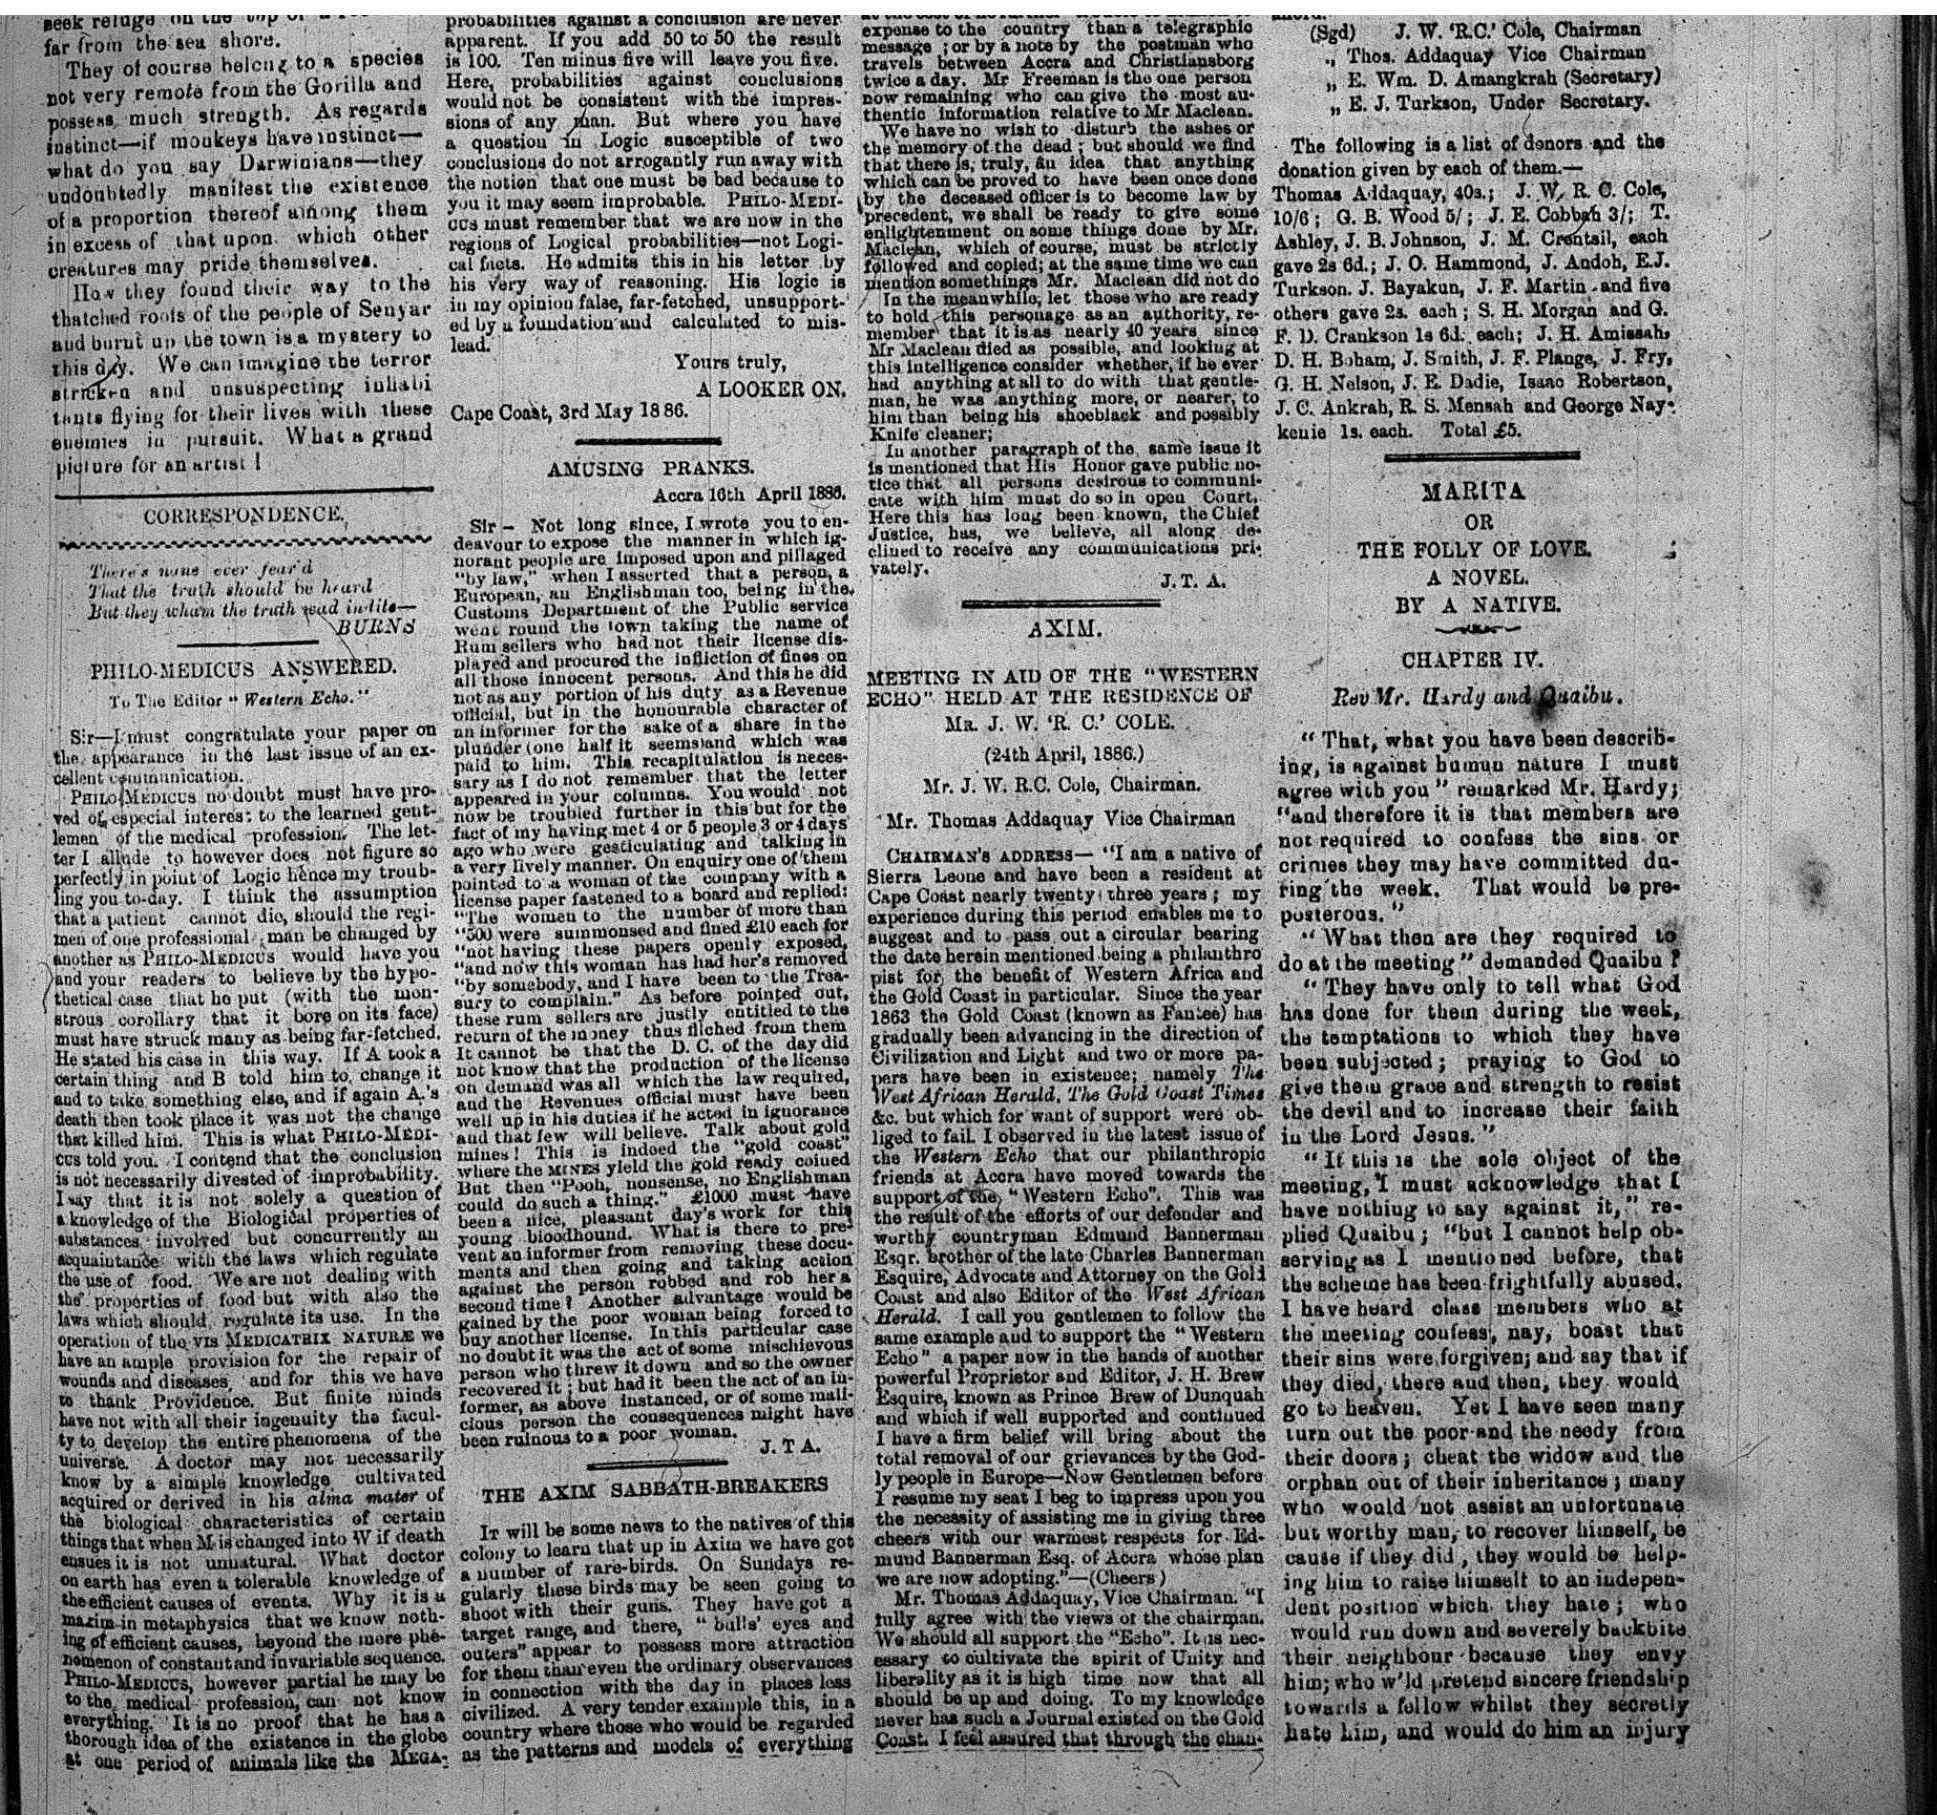 seek refuge on the top of
far from the sea shore.
They of course belong to a species
not very remote from the Gorilla and
possess much strength. As regards
instinct—if monkeys have instinct—
what do you say Darwinians—they
undoubtedly manifest the existence
of a proportion thereof among them
in excess of that upon which other
creatures may pride themselves.
How they found their way to the
thatched roofs of the people of Senyar
and burnt up the town is a mystery to
this day. We can imagine the terror
stricken and unsuspecting inhabi
tants flying for their lives with these
enemies in pursuit. What a grand
picture for an artist!
CORRESPONDENCE,
There's none ever fear'd
That the truth should be heard
But they wham the truth
BURNS
PHILO-MEDICUS ANSWERED.
To The Editor "Western Echo."
Sir—I must congratulate your paper on
the appearance in the last issue of an ex-
cellent communication.
PHILO-MEDICUS no doubt must have pro-
ved of especial interest to the learned gent-
lemen of the medical profession. The let-
ter I allude to however does not figure so
perfectly in point of Logic hence my troub-
ling you to-day. I think the assumption
that a patient cannot die, should the regi-
men of one professional man be changed by
another as PHILO-MEDICUS would have you
and your readers to believe by the hypo-
thetical case that he put (with the mon-
strous corollary that it bore on its face)
must have struck many as being far-fetched.
He stated his case in this way. If A took a
certain thing and B told him to change it
and to take something else, and if again A.'s
death then took place it was not the change
that killed him. This is what PHILO-MEDI-
CUS told you. I contend that the conclusion
is not necessarily divested of improbability.
I say that it is not solely a question of
a knowledge of the Biological properties of
substances involved but concurrently an
acquaintance with the laws which regulate
the use of food. We are not dealing with
the properties of food but with also the
laws which should regulate its use. In the
operation of the VIS MEDICATRIX NATURÆ we
have an ample provision for the repair of
wounds and diseases, and for this we have
to thank Providence. But finite minds
have not with all their ingenuity the facul-
ty to develop the entire phenomena of the
universe. A doctor may not necessarily
know by a simple knowledge cultivated
acquired or derived in his alma mater of
the biological characteristics of certain
things that when M is changed into W if death
ensues it is not unnatural. What doctor
on earth has even a tolerable knowledge of
the efficient causes of events. Why it is a
maxim in metaphysics that we know noth-
ing of efficient causes, beyond the mere phe-
nomenon of constant and invariable sequence.
PHILO-MEDICUS, however partial he may be
to the medical profession, can not know
everything. It is no proof that he has a
thorough idea of the existence in the globe
at one period of animals like the MEGA-
probabilities against a conclusion are never
apparent. If you add 50 to 50 the result
is 100. Ten minus five will leave you five.
Here, probabilities against conclusions
would not be consistent with the impres-
sions of any man. But where you have
a question in Logic susceptible of two
conclusions do not arrogantly run away with
the notion that one must be bad because to
you it may seem improbable. PHILO-MEDI-
CUS must remember that we are now in the
regions of Logical probabilities—not Logi-
cal facts. He admits this in his letter by
his very way of reasoning. His logic is
in my opinion false, far-fetched, unsupport-
ed by a foundation and calculated to mis-
lead.
Yours truly,
A LOOKER ON.
Cape Coast, 3rd May 1886.
AMUSING PRANKS.
Accra 16th April 1886.
Sir— Not long since, I wrote you to en-
deavour to expose the manner in which ig-
norant people are imposed upon and pillaged
"by law," when I asserted that a person, a
European, an Englishman too, being in the
Customs Department of the Public service
went round the town taking the name of
Rum sellers who had not their license dis-
played and procured the infliction of fines on
all those innocent persons. And this he did
not as any portion of his duty as a Revenue
official, but in the honourable character of
an informer for the sake of a share in the
plunder (one half it seems) and which was
paid to him. This recapitulation is neces-
sary as I do not remember that the letter
appeared in your columns. You would not
now be troubled further in this but for the
fact of my having met 4 or 5 people 3 or 4 days
ago who were gesticulating and talking in
a very lively manner. On enquiry one of them
pointed to a woman of the company with a
license paper fastened to a board and replied:
"The women to the number of more than
"500 were summonsed and fined £10 each for
"not having these papers openly exposed,
"and now this woman has had her's removed
"by somebody, and I have been to the Trea-
sury to complain." As before pointed out,
these rum sellers are justly entitled to the
return of the money thus filched from them
It cannot be that the D. C. of the day did
not know that the production of the license
on demand was all which the law required,
and the Revenues official must have been
well up in his duties if he acted in ignorance
and that few will believe. Talk about gold
mines! This is indeed the "gold coast"
where the MINES yield the gold ready coined
But then "Pooh, nonsense, no Englishman
could do such a thing." £1000 must have
been a nice, pleasant day's work for this
young bloodhound. What is there to pre-
vent an informer from removing these docu-
ments and then going and taking action
against the person robbed and rob her a
second time? Another advantage would be
gained by the poor woman being forced to
buy another license. In this particular case
no doubt it was the act of some mischievous
person who threw it down and so the owner
recovered it; but had it been the act of an in-
former, as above instanced, or of some mali-
cious person the consequences might have
been ruinous to a poor woman.
J. T A.
THE AXIM SABBATH-BREAKERS
IT will be some news to the natives of this
colony to learn that up in Axim we have got
a number of rare-birds. On Sundays re-
gularly these birds may be seen going to
shoot with their guns. They have got a
target range, and there, "bulls' eyes and
outers" appear to possess more attraction
for them than even the ordinary observances
in connection with the day in places less
civilized. A very tender example this, in a
country where those who would be regarded
as the patterns and models of everything
expense to the country than a telegraphic
message; or by a note by the postman who
travels between Accra and Christiansborg
twice a day. Mr Freeman is the one person
now remaining who can give the most au-
thentic information relative to Mr. Maclean.
We have no wish to disturb the ashes or
the memory of the dead; but should we find
that there is, truly, an idea that anything
which can be proved to have been once done
by the deceased officer is to become law by
precedent, we shall be ready to give some
enlightenment on some things done by Mr.
Maclean, which of course, must be strictly
followed and copied; at the same time we can
mention somethings Mr. Maclean did not do
In the meanwhile, let those who are ready
to hold this personage as an authority, re-
member that it is as nearly 40 years since
Mr Maclean died as possible, and looking at
this intelligence consider whether, if he ever
had anything at all to do with that gentle-
man, he was anything more, or nearer, to
him than being his shoeblack and possibly
Knife cleaner;
In another paragraph of the same issue it
is mentioned that His Honor gave public no-
tice that all persons desirous to communi-
cate with him must do so in open Court.
Here this has long been known, the Chief
Justice, has, we believe, all along de-
clined to receive any communications pri-
vately.
J. T. A.
AXIM.
MEETING IN AID OF THE "WESTERN
ECHO" HELD AT THE RESIDENCE OF
MR. J. W. 'R. C.' COLE.
(24th April, 1886.)
Mr. J. W. R.C. Cole, Chairman.
Mr. Thomas Addaquay Vice Chairman
CHAIRMAN'S ADDRESS— "I am a native of
Sierra Leone and have been a resident at
Cape Coast nearly twenty three years; my
experience during this period enables me to
suggest and to pass out a circular bearing
the date herein mentioned being a philanthro
pist for the benefit of Western Africa and
the Gold Coast in particular. Since the year
1863 the Gold Coast (known as Fantee) has
gradually been advancing in the direction of
Civilization and Light and two or more pa-
pers have been in existence; namely The
West African Herald, The Gold Coast Times
&c. but which for want of support were ob-
liged to fail. I observed in the latest issue of
the Western Echo that our philanthropic
friends at Accra have moved towards the
support of the "Western Echo". This was
the result of the efforts of our defender and
worthy countryman Edmund Bannerman
Esqr. brother of the late Charles Bannerman
Esquire, Advocate and Attorney on the Gold
Coast and also Editor of the West African
Herald. I call you gentlemen to follow the
same example and to support the "Western
Echo" a paper now in the hands of another
powerful Proprietor and Editor, J. H. Brew
Esquire, known as Prince Brew of Dunquah
and which if well supported and continued
I have a firm belief will bring about the
total removal of our grievances by the God-
ly people in Europe—Now Gentlemen before
I resume my seat I beg to impress upon you
the necessity of assisting me in giving three
cheers with our warmest respects for Ed-
mund Bannerman Esq. of Accra whose plan
we are now adopting."—(Cheers)
Mr. Thomas Addaquay, Vice Chairman. "I
fully agree with the views of the chairman.
We should all support the "Echo". It is nec-
essary to cultivate the spirit of Unity and
liberality as it is high time now that all
should be up and doing. To my knowledge
never has such a Journal existed on the Gold
Coast. I feel assured that through the chan-
(Sgd) J. W. 'R.C.' Cole, Chairman
„ Thos. Addaquay Vice Chairman
„ E. Wm. D. Amangkrah (Secretary)
„ E. J. Turkson, Under Secretary.
The following is a list of donors and the
donation given by each of them.—
Thomas Addaquay, 40s.; J. W. R. C. Cole,
10/6; G. B. Wood 5/; J. E. Cobbah 3/; T.
Ashley, J. B. Johnson, J. M. Crentsil, each
gave 2s 6d.; J. O. Hammond, J. Andoh, E.J.
Turkson. J. Bayakun, J. F. Martin and five
others gave 2s. each; S. H. Morgan and G.
F. D. Crankson 1s 6d. each; J. H. Amissah,
D. H. Boham, J. Smith, J. F. Plange, J. Fry,
G. H. Nelson, J. E. Dadie, Isaac Robertson,
J. C. Ankrah, R. S. Mensah and George Nay-
kenie 1s. each. Total £5.
MARITA
OR
THE FOLLY OF LOVE.
A NOVEL.
BY A NATIVE.
CHAPTER IV.
Rev Mr. Hardy and Quaibu.
"That, what you have been describ-
ing, is against human nature I must
agree with you" remarked Mr. Hardy;
"and therefore it is that members are
not required to confess the sins or
crimes they may have committed du-
ring the week. That would be pre-
posterous."
"What then are they required to
do at the meeting" demanded Quaibu?
"They have only to tell what God
has done for them during the week,
the temptations to which they have
been subjected; praying to God to
give them grace and strength to resist
the devil and to increase their faith
in the Lord Jesus."
"If this is the sole object of the
meeting, I must acknowledge that I
have nothing to say against it," re-
plied Quaibu; "but I cannot help ob-
serving as I mentioned before, that
the scheme has been frightfully abused.
I have heard class members who at
the meeting confess, nay, boast that
their sins were forgiven; and say that if
they died, there and then, they would
go to heaven. Yet I have seen many
turn out the poor and the needy from
their doors; cheat the widow and the
orphan out of their inheritance; many
who would not assist an unfortunate
but worthy man, to recover himself, be
cause if they did, they would be help-
ing him to raise himself to an indepen-
dent position which they hate; who
would run down and severely backbite
their neighbour because they envy
him; who w'ld pretend sincere friendship
towards a fellow whilst they secretly
hate him, and would do him an injury